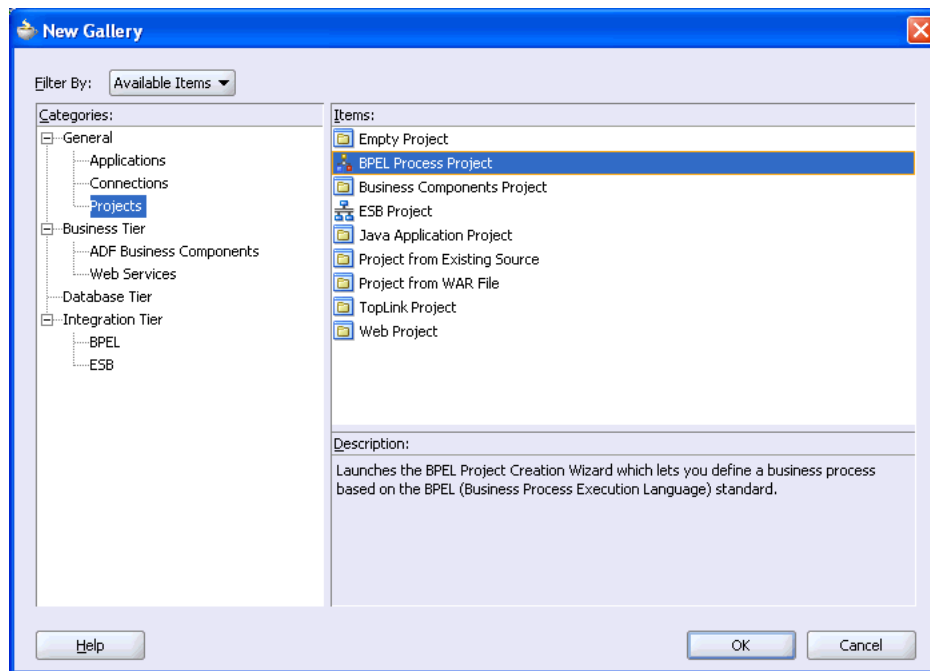 New Gallery
Filter By: Available Items
Categories:
General
Applications
Connections
Projects
Business Tier
ADF Business Components
Web Services
Database Tier
Integration Tier
BPEL
ESB
Items:
Empty Project
BPEL Process Project
Business Components Project
ESB Project
Java Application Project
Project from Existing Source
Project from WAR File
TopLink Project
Web Project
Description:
Launches the BPEL Project Creation Wizard which lets you define a business process
based on the BPEL (Business Process Execution Language) standard.
Help
OK
Cancel